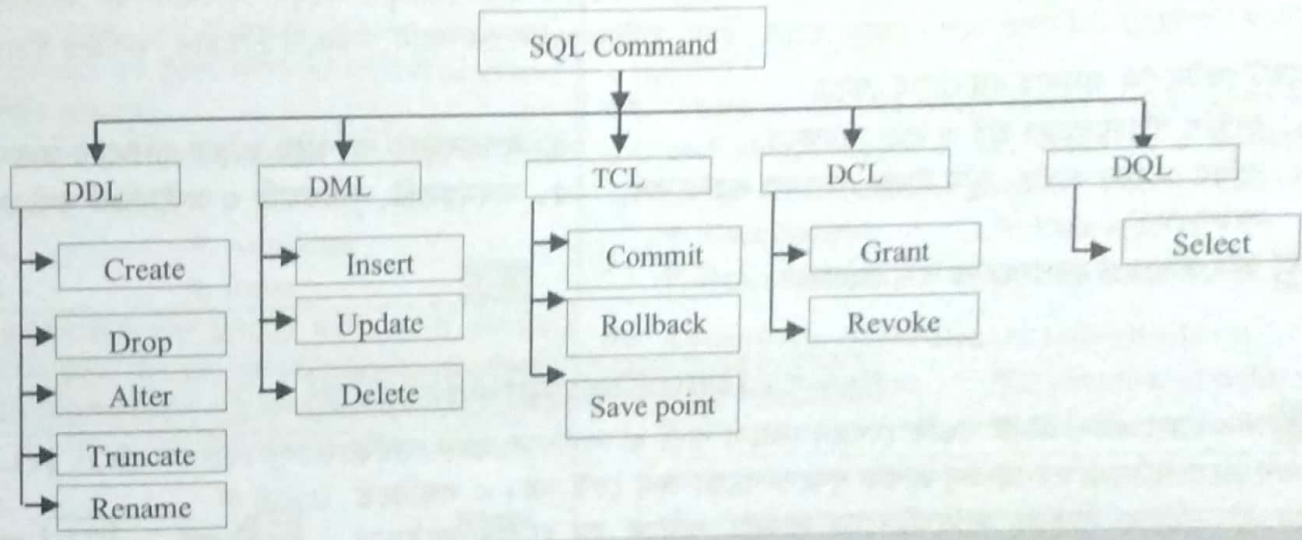 SQL Command
DDL
DML
TCL
DCL
DQL
Create
Drop
Alter
Truncate
Rename
Insert
Update
Delete
Commit
Rollback
Save point
Grant
Revoke
Select